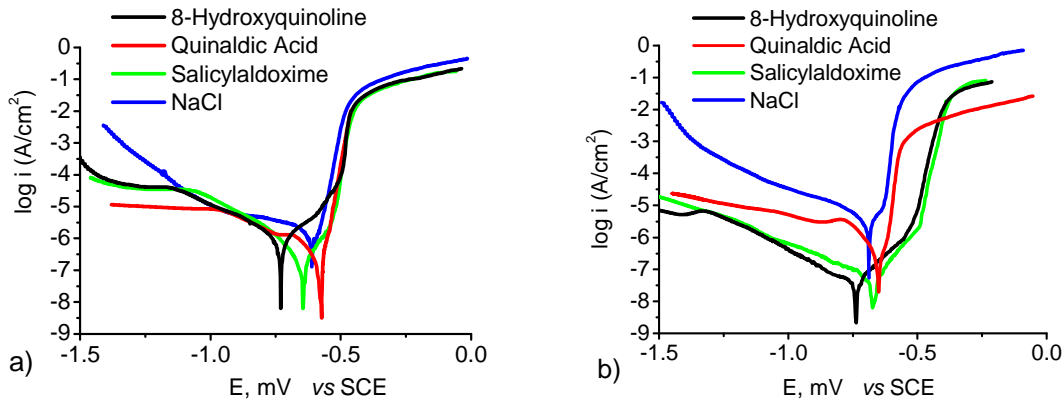 8-Hydroxyquinoline
Quinaldic Acid
Salicylaldoxime
NaCl
0
-1
-2
-3
-4
-5
-6
-7
-8
-9
log i (A/cm²)
-1.5
-1.0
-0.5
0.0
E, mV vs SCE
a)
8-Hydroxyquinoline
Quinaldic Acid
Salicylaldoxime
NaCl
0
-1
-2
-3
-4
-5
-6
-7
-8
-9
log i (A/cm²)
-1.5
-1.0
-0.5
0.0
E, mV vs SCE
b)